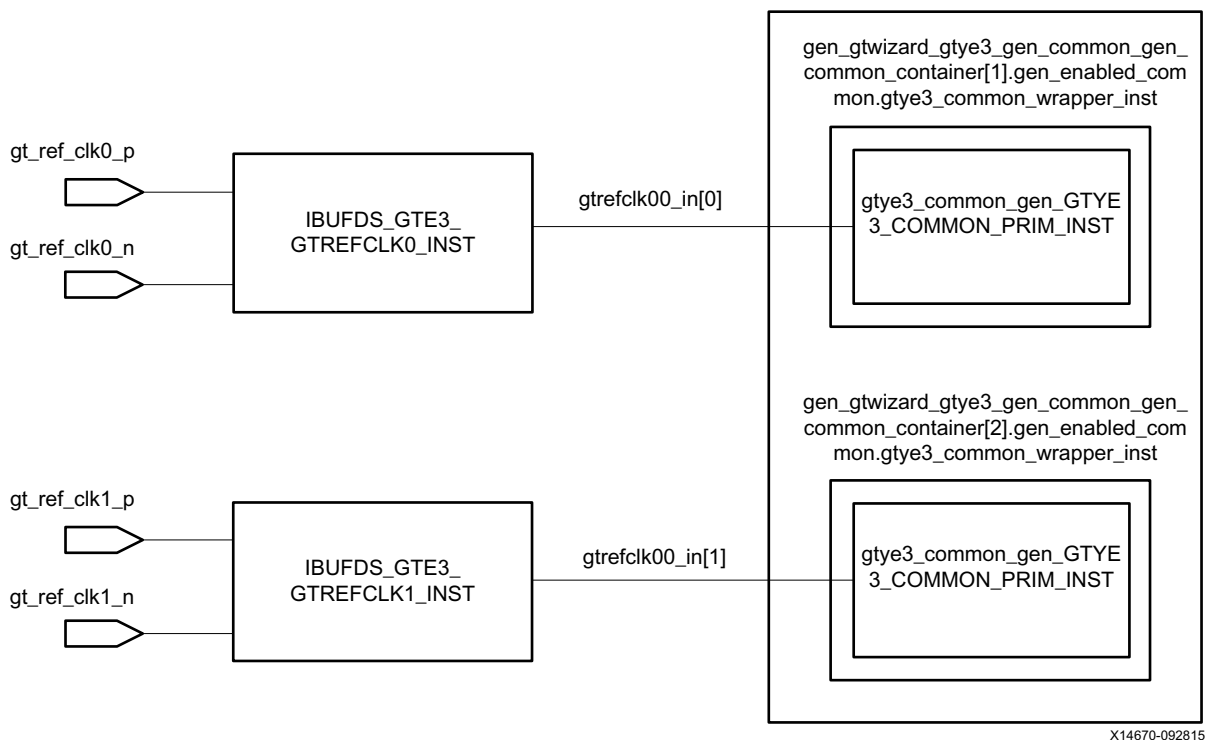 gen_gtwizard_gtye3_gen_common_gen_
common_container[1].gen_enabled_com
mon.gtye3_common_wrapper_inst
gt_ref_clk0_p
gt_ref_clk0_n
IBUFDS_GTE3_
GTREFCLK0_INST
gtrefclk00_in[0]
gtye3_common_gen_GTYE
3_COMMON_PRIM_INST
gen_gtwizard_gtye3_gen_common_gen_
common_container[2].gen_enabled_com
mon.gtye3_common_wrapper_inst
gt_ref_clk1_p
gt_ref_clk1_n
IBUFDS_GTE3_
GTREFCLK1_INST
gtrefclk00_in[1]
gtye3_common_gen_GTYE
3_COMMON_PRIM_INST
X14670-092815